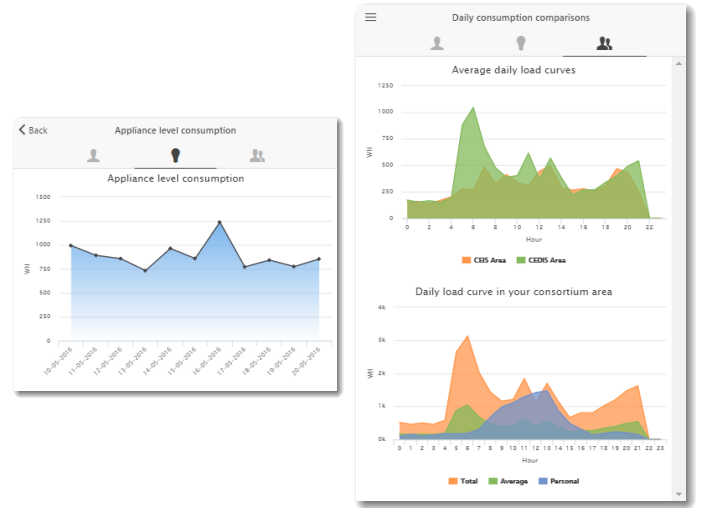 Back
Appliance level consumption
Appliance level consumption
WH
1500
1250
1000
750
500
250
0
10-05-2016
11-05-2016
12-05-2016
13-05-2016
14-05-2016
15-05-2016
16-05-2016
17-05-2016
18-05-2016
19-05-2016
20-05-2016
Daily consumption comparisons
Average daily load curves
WH
1250
1000
750
500
250
0
0 2 4 6 8 10 12 14 16 18 20 22
Hour
CEIS Area CEDIS Area
Daily load curve in your consortium area
WH
4k
3k
2k
1k
0k
0 1 2 3 4 5 6 7 8 9 10 11 12 13 14 15 16 17 18 19 20 21 22 23
Hour
Total Average Personal